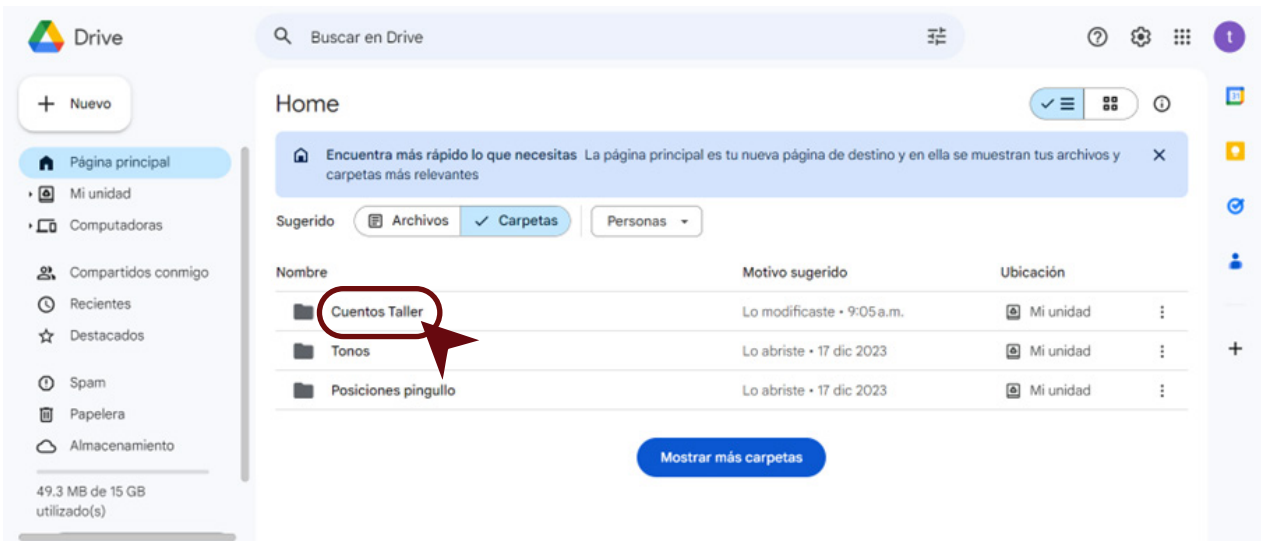 Drive
Buscar en Drive
t
Nuevo
Página principal
Mi unidad
Computadoras
Compartidos conmigo
Recientes
Destacados
Spam
Papelera
Almacenamiento
49.3 MB de 15 GB
utilizado(s)
Home
Encuentra más rápido lo que necesitas La página principal es tu nueva página de destino y en ella se muestran tus archivos y
carpetas más relevantes
Sugerido Archivos Carpetas Personas
Nombre Motivo sugerido Ubicación
Cuentos Taller Lo modificaste • 9:05 a.m. Mi unidad
Tonos Lo abriste • 17 dic 2023 Mi unidad
Posiciones pingullo Lo abriste • 17 dic 2023 Mi unidad
Mostrar más carpetas
31